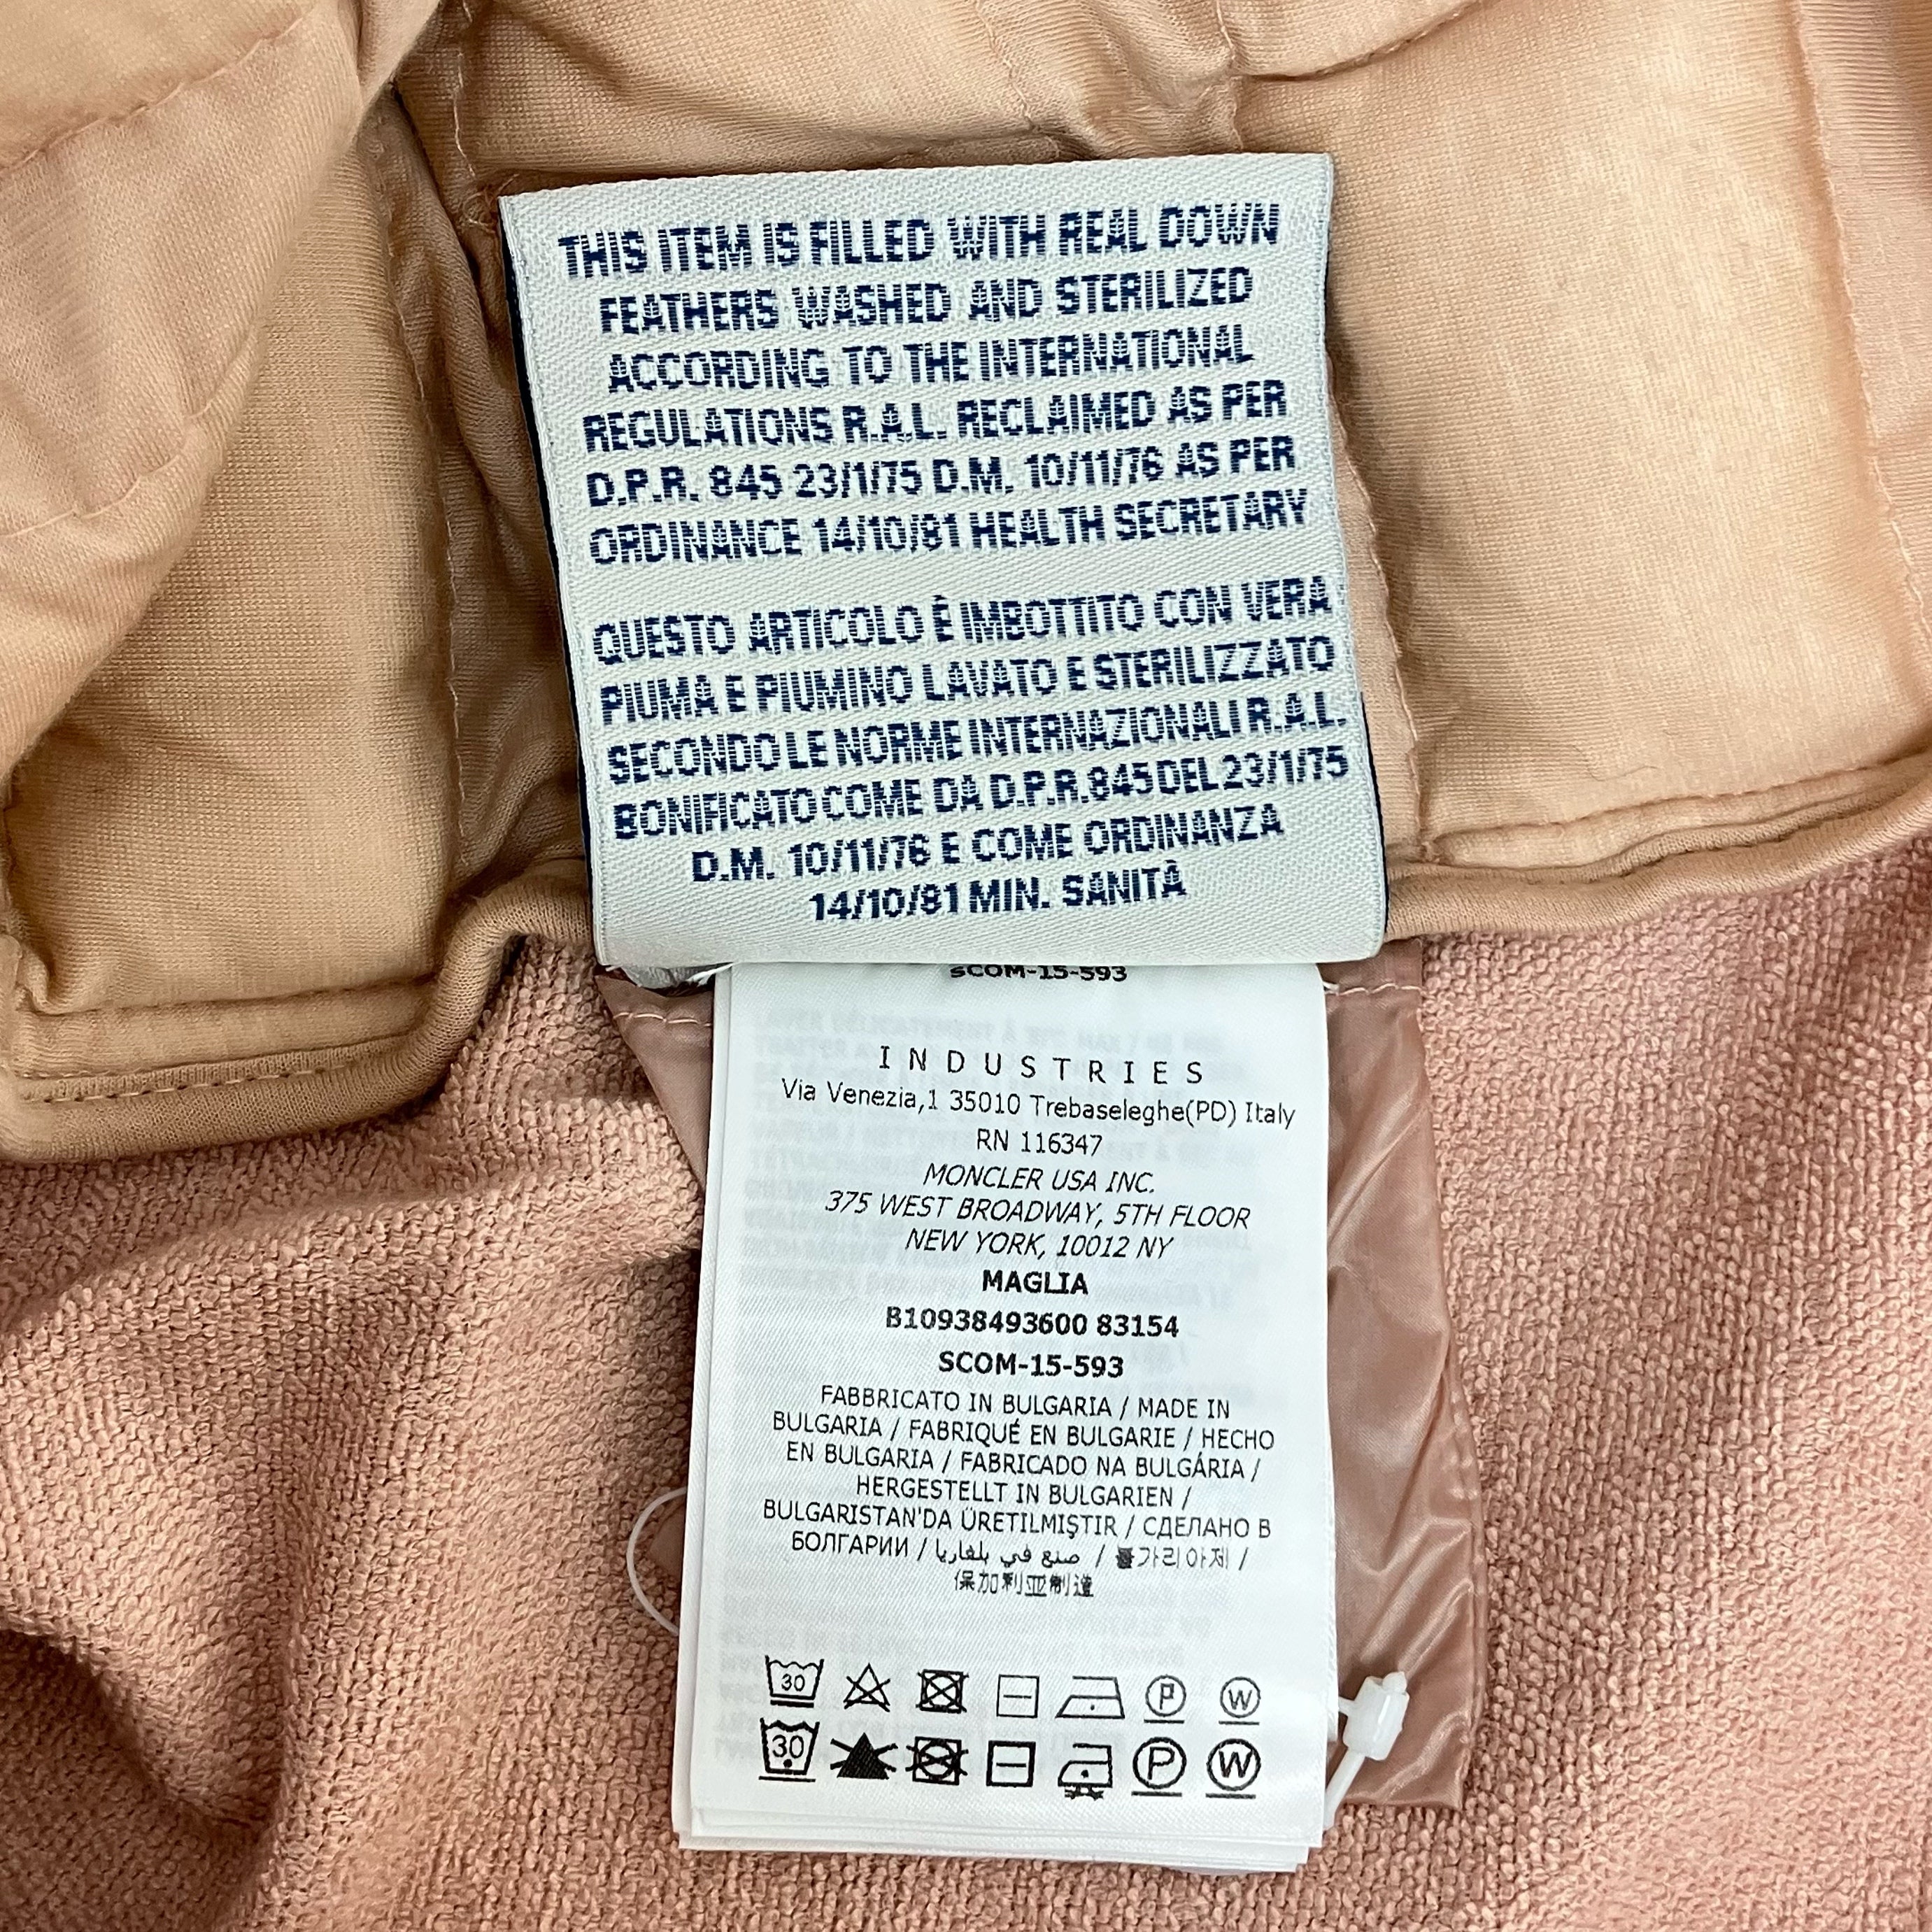 THIS ITEM IS FILLED WITH REAL DOWN
FEATHERS WASHED AND STERILIZED
ACCORDING TO THE INTERNATIONAL
REGULATIONS R.A.L. RECLAIMED AS PER
D.P.R. 845 23/1/75 D.M. 10/11/76 AS PER
ORDINANCE 14/10/81 HEALTH SECRETARY
QUESTO ARTICOLO È IMBOTTITO CON VERA
PIUMA E PIUMINO LAVATO E STERILIZZATO
SECONDO LE NORME INTERNAZIONALI R.A.L.
BONIFICATO COME DA D.P.R. 845 DEL 23/1/75
D.M. 10/11/76 E COME ORDINANZA
14/10/81 MIN. SANITÀ
SCOM-15-593
INDUSTRIES
Via Venezia,1 35010 Trebaseleghe(PD) Italy
RN 116347
MONCLER USA INC.
375 WEST BROADWAY, 5TH FLOOR
NEW YORK, 10012 NY
MAGLIA
B10938493600 83154
SCOM-15-593
FABBRICATO IN BULGARIA / MADE IN
BULGARIA / FABRIQUÉ EN BULGARIE / HECHO
EN BULGARIA / FABRICADO NA BULGÁRIA /
HERGESTELLT IN BULGARIEN /
BULGARISTAN'DA ÜRETILMIŞTIR / СДЕЛАНО В
БОЛГАРИИ / صنع في بلغاريا / 불가리아제 /
保加利亚制造
30 P W
30 P W